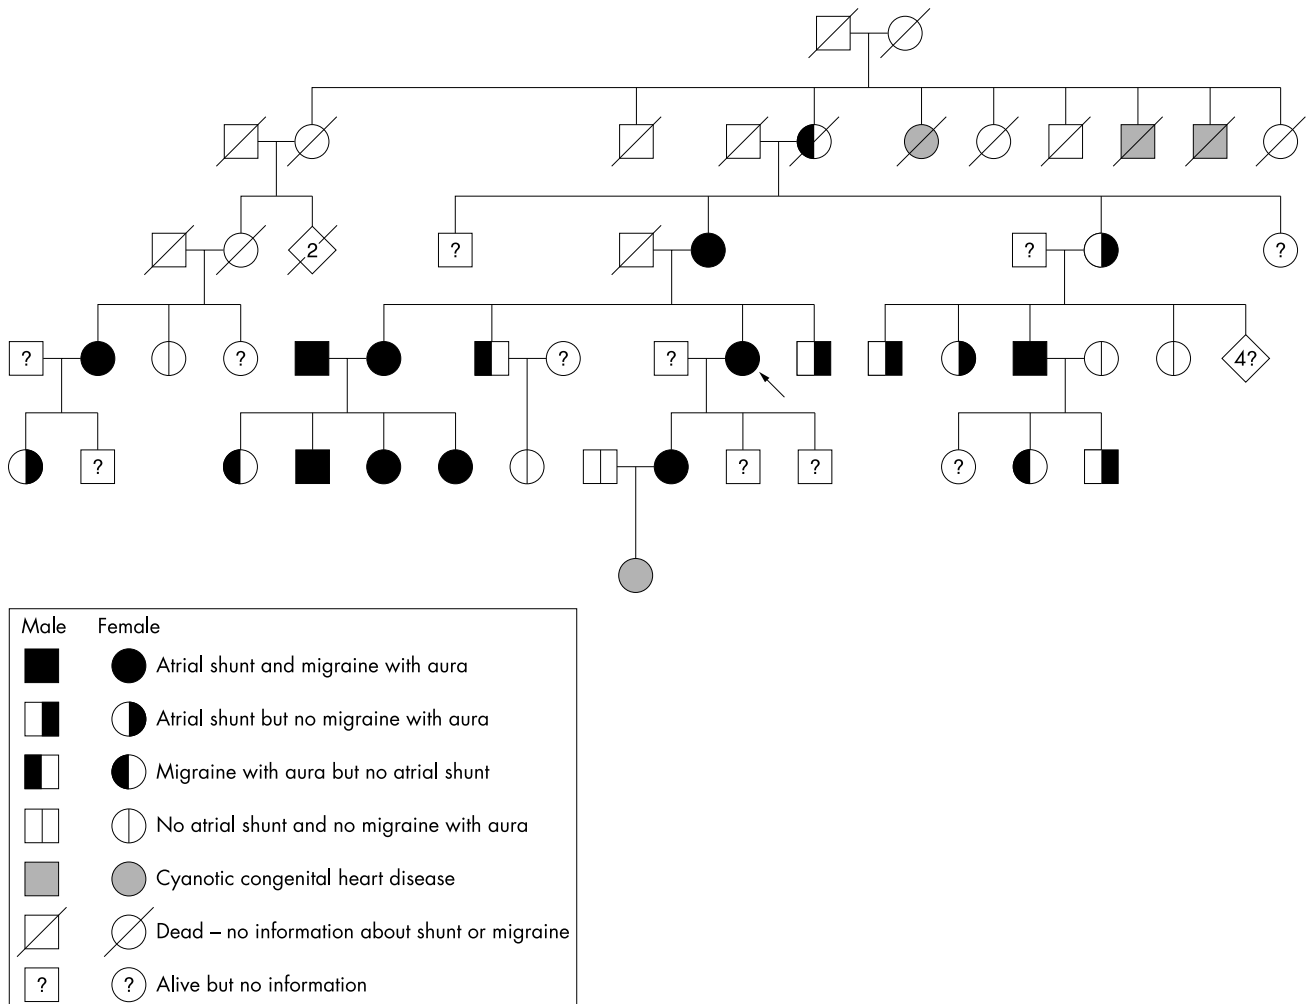 2
?
?
?
?
?
?
?
4?
?
?
?
?
Male Female
Atrial shunt and migraine with aura
Atrial shunt but no migraine with aura
Migraine with aura but no atrial shunt
No atrial shunt and no migraine with aura
Cyanotic congenital heart disease
Dead – no information about shunt or migraine
? ? Alive but no information